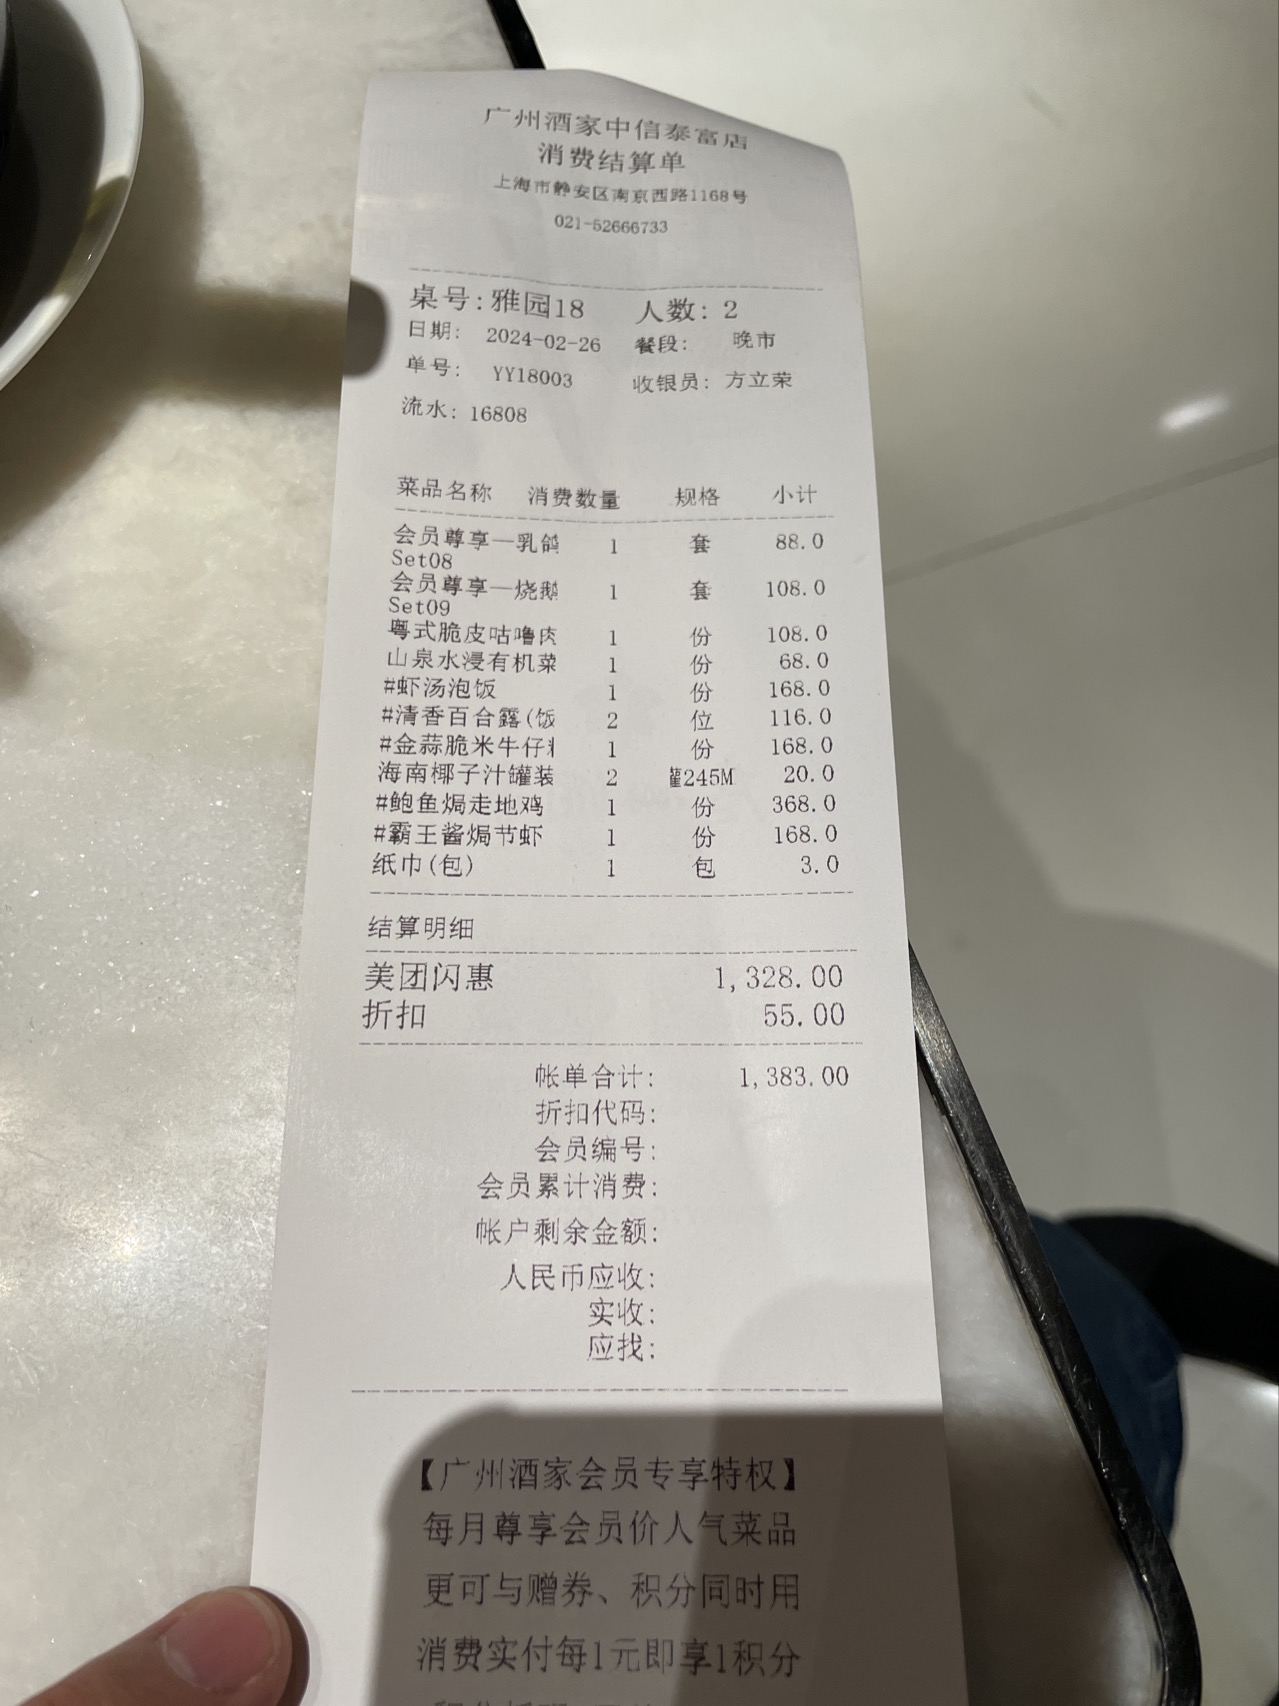 广州酒家中信泰富店
消费结算单
上海市静安区南京西路1168号
021-52666733
桌号:雅园18 人数: 2
日期: 2024-02-26 餐段: 晚市
单号: YY18003 收银员: 方立荣
流水: 16808
菜品名称 消费数量 规格 小计
会员尊享—乳鸽 1 套 88.0
Set08
会员尊享—烧鹅 1 套 108.0
Set09
粤式脆皮咕噜肉 1 份 108.0
山泉水浸有机菜 1 份 68.0
#虾汤泡饭 1 份 168.0
#清香百合露(饭 2 位 116.0
#金蒜脆米牛仔 1 份 168.0
海南椰子汁罐装 2 245M 20.0
#鲍鱼焗走地鸡 1 份 368.0
#霸王酱焗节虾 1 份 168.0
纸巾(包) 1 包 3.0
结算明细
美团闪惠 1,328.00
折扣 55.00
帐单合计: 1,383.00
折扣代码:
会员编号:
会员累计消费:
帐户剩余金额:
人民币应收:
实收:
应找:
【广州酒家会员专享特权】
每月尊享会员价人气菜品
更可与赠券、积分同时用
消费实付每1元即享1积分